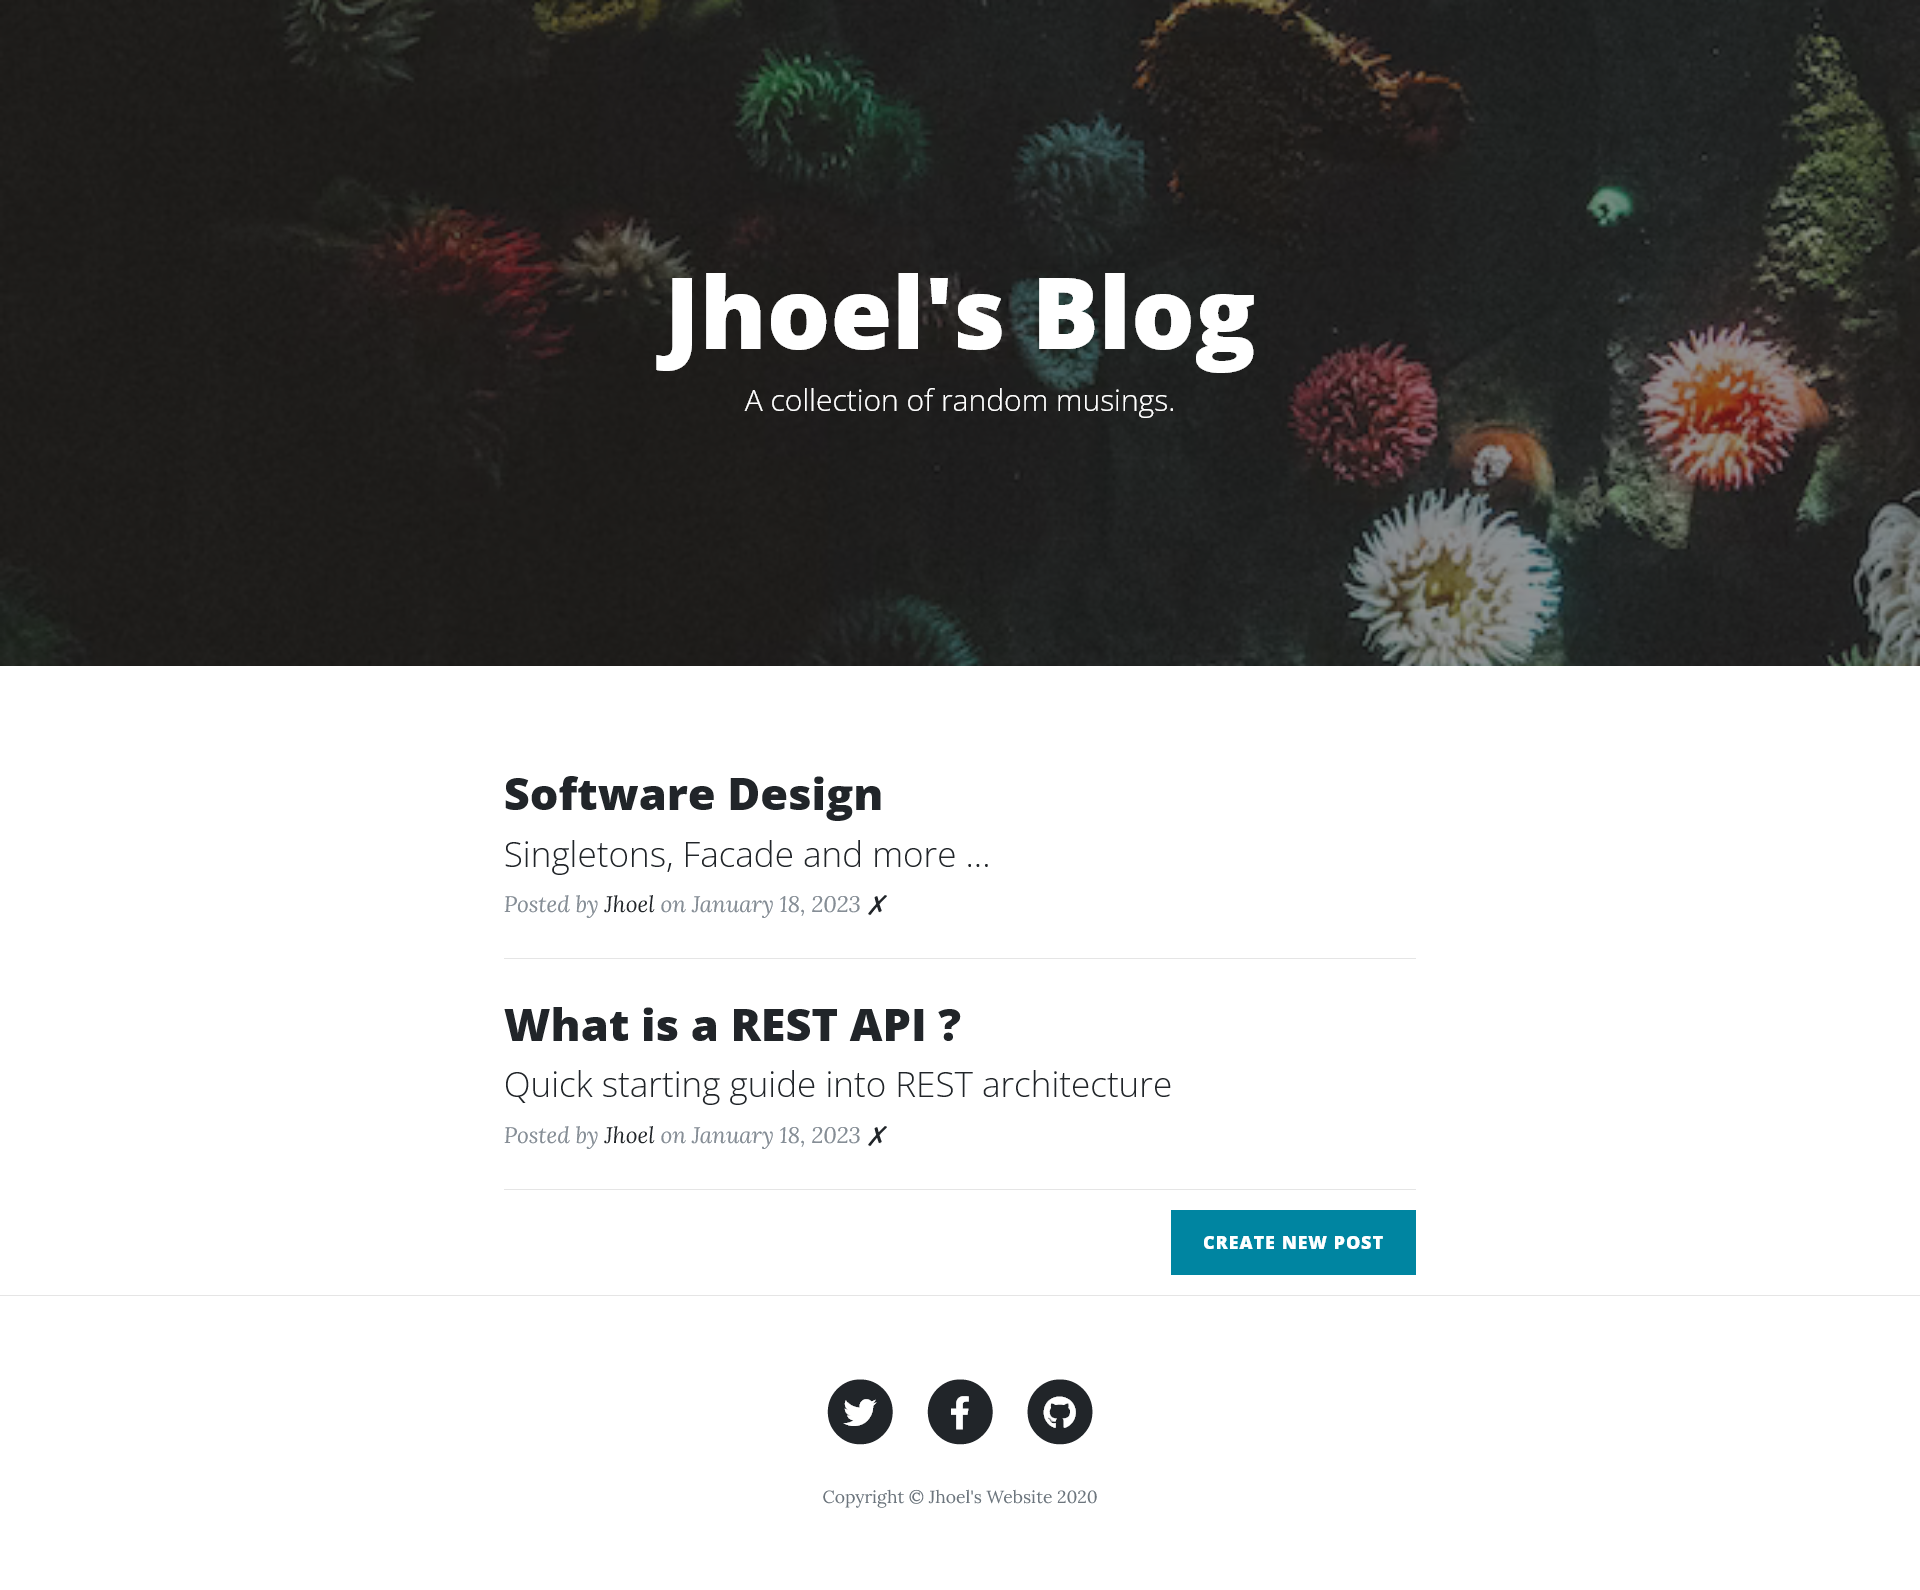 Jhoel's Blog
A collection of random musings.
Software Design
Singletons, Facade and more ...
Posted by Jhoel on January 18, 2023 ✗
What is a REST API ?
Quick starting guide into REST architecture
Posted by Jhoel on January 18, 2023 ✗
CREATE NEW POST
Copyright © Jhoel's Website 2020